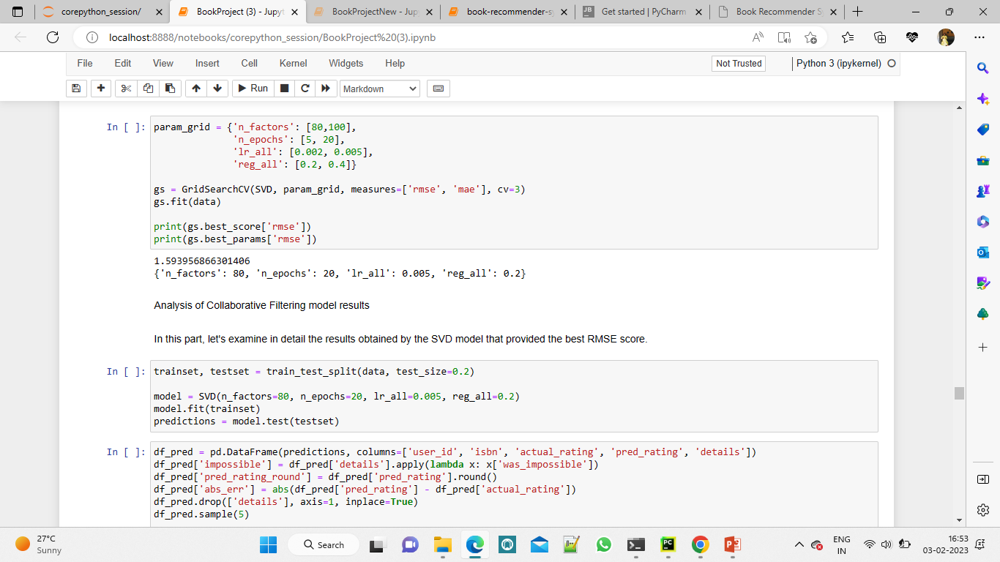 corepython_session/
BookProject (3) - Jupyt
BookProjectNew - Jup
book-recommender-sy
Get started | PyCharm
Book Recommender Sy
localhost:8888/notebooks/corepython_session/BookProject%20(3).ipynb
File Edit View Insert Cell Kernel Widgets Help
Not Trusted
Python 3 (ipykernel)
Run
Markdown
In [ ]: param_grid = {'n_factors': [80,100],
'n_epochs': [5, 20],
'lr_all': [0.002, 0.005],
'reg_all': [0.2, 0.4]}
gs = GridSearchCV(SVD, param_grid, measures=['rmse', 'mae'], cv=3)
gs.fit(data)
print(gs.best_score['rmse'])
print(gs.best_params['rmse'])
1.593956866301406
{'n_factors': 80, 'n_epochs': 20, 'lr_all': 0.005, 'reg_all': 0.2}
Analysis of Collaborative Filtering model results
In this part, let's examine in detail the results obtained by the SVD model that provided the best RMSE score.
In [ ]: trainset, testset = train_test_split(data, test_size=0.2)
model = SVD(n_factors=80, n_epochs=20, lr_all=0.005, reg_all=0.2)
model.fit(trainset)
predictions = model.test(testset)
In [ ]: df_pred = pd.DataFrame(predictions, columns=['user_id', 'isbn', 'actual_rating', 'pred_rating', 'details'])
df_pred['impossible'] = df_pred['details'].apply(lambda x: x['was_impossible'])
df_pred['pred_rating_round'] = df_pred['pred_rating'].round()
df_pred['abs_err'] = abs(df_pred['pred_rating'] - df_pred['actual_rating'])
df_pred.drop(['details'], axis=1, inplace=True)
df_pred.sample(5)
27°C
Sunny
Search
ENG
IN
16:53
03-02-2023